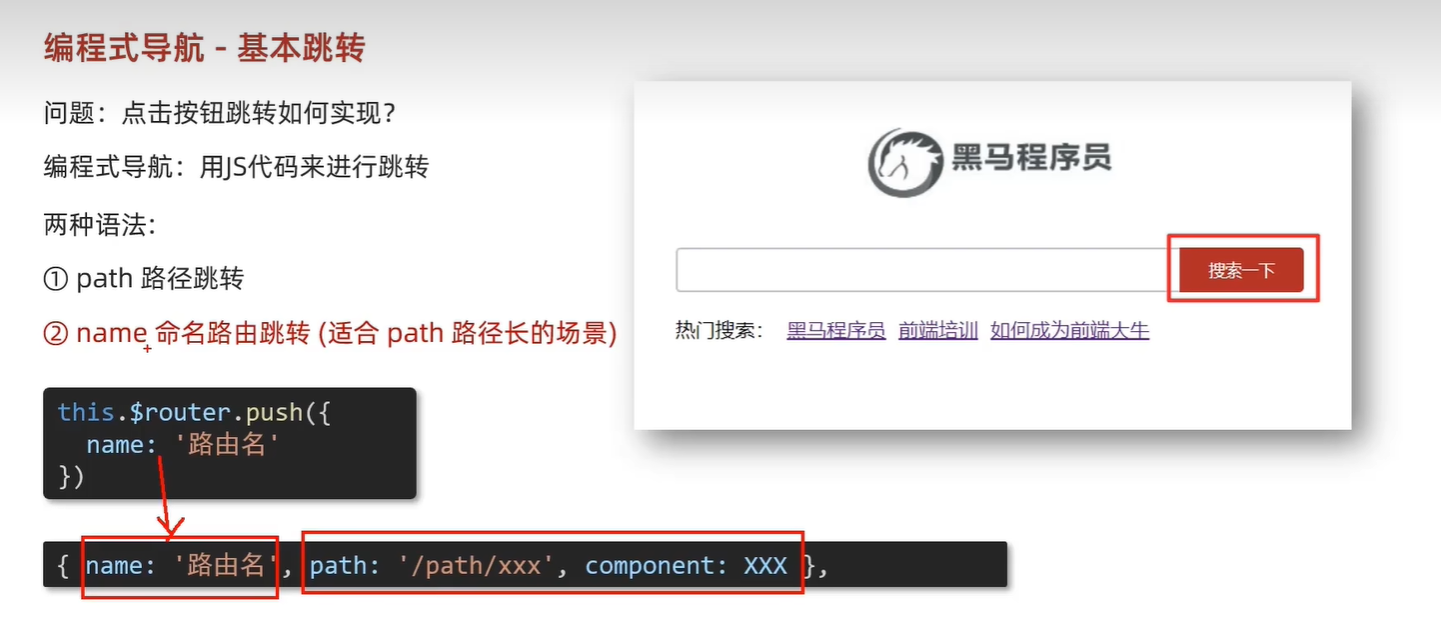 编程式导航 - 基本跳转
问题：点击按钮跳转如何实现？
编程式导航：用JS代码来进行跳转
两种语法：
① path 路径跳转
② name 命名路由跳转 (适合 path 路径长的场景)
this.$router.push({
name: '路由名'
})
{ name: '路由名', path: '/path/xxx', component: XXX },
黑马程序员
搜索一下
热门搜索： 黑马程序员 前端培训 如何成为前端大牛